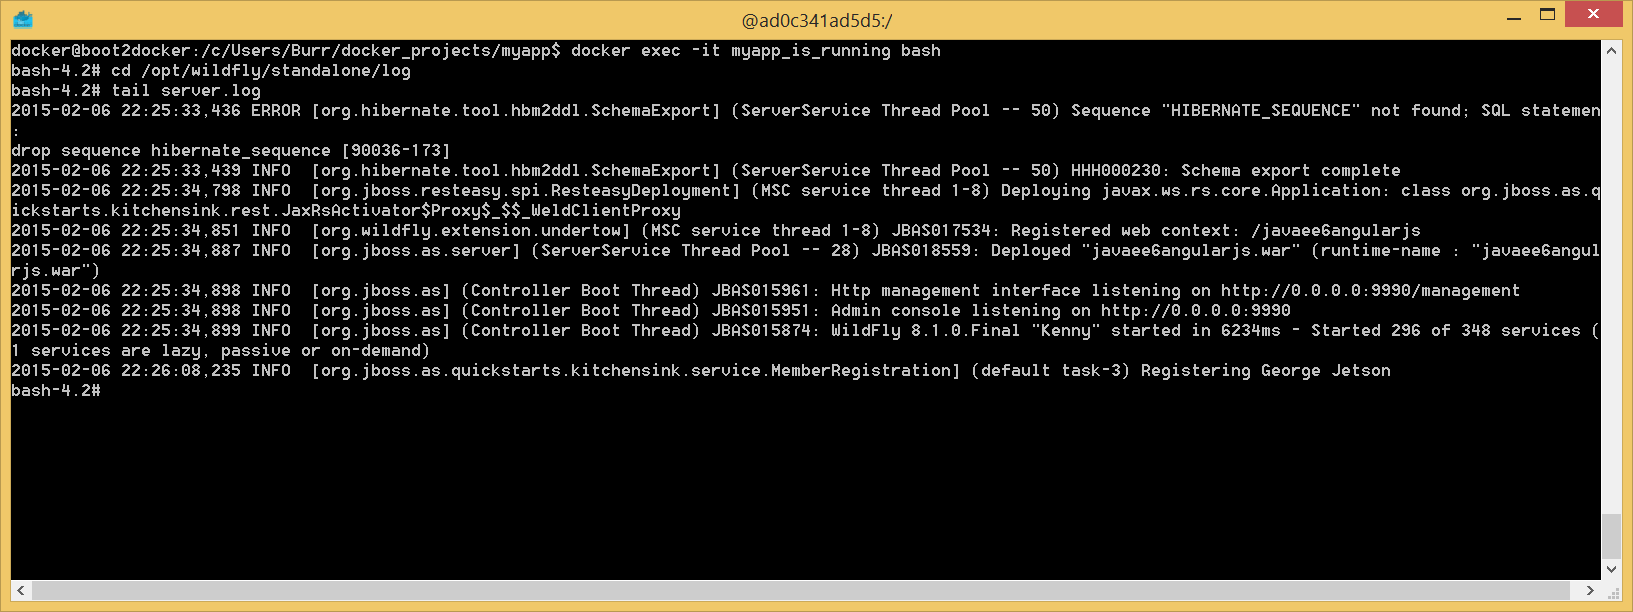 @ad0c341ad5d5:/
docker@boot2docker:/c/Users/Burr/docker_projects/myapp$ docker exec -it myapp_is_running bash
bash-4.2# cd /opt/wildfly/standalone/log
bash-4.2# tail server.log
2015-02-06 22:25:33,436 ERROR [org.hibernate.tool.hbm2ddl.SchemaExport] (ServerService Thread Pool -- 50) Sequence "HIBERNATE_SEQUENCE" not found; SQL statemen
:
drop sequence hibernate_sequence [90036-173]
2015-02-06 22:25:33,439 INFO  [org.hibernate.tool.hbm2ddl.SchemaExport] (ServerService Thread Pool -- 50) HHH000230: Schema export complete
2015-02-06 22:25:34,798 INFO  [org.jboss.resteasy.spi.ResteasyDeployment] (MSC service thread 1-8) Deploying javax.ws.rs.core.Application: class org.jboss.as.q
ickstarts.kitchensink.rest.JaxRsActivator$Proxy$_$$_WeldClientProxy
2015-02-06 22:25:34,851 INFO  [org.wildfly.extension.undertow] (MSC service thread 1-8) JBAS017534: Registered web context: /javaee6angularjs
2015-02-06 22:25:34,887 INFO  [org.jboss.as.server] (ServerService Thread Pool -- 28) JBAS018559: Deployed "javaee6angularjs.war" (runtime-name : "javaee6angul
rjs.war")
2015-02-06 22:25:34,898 INFO  [org.jboss.as] (Controller Boot Thread) JBAS015961: Http management interface listening on http://0.0.0.0:9990/management
2015-02-06 22:25:34,898 INFO  [org.jboss.as] (Controller Boot Thread) JBAS015951: Admin console listening on http://0.0.0.0:9990
2015-02-06 22:25:34,899 INFO  [org.jboss.as] (Controller Boot Thread) JBAS015874: WildFly 8.1.0.Final "Kenny" started in 6234ms - Started 296 of 348 services (
1 services are lazy, passive or on-demand)
2015-02-06 22:26:08,235 INFO  [org.jboss.as.quickstarts.kitchensink.service.MemberRegistration] (default task-3) Registering George Jetson
bash-4.2#